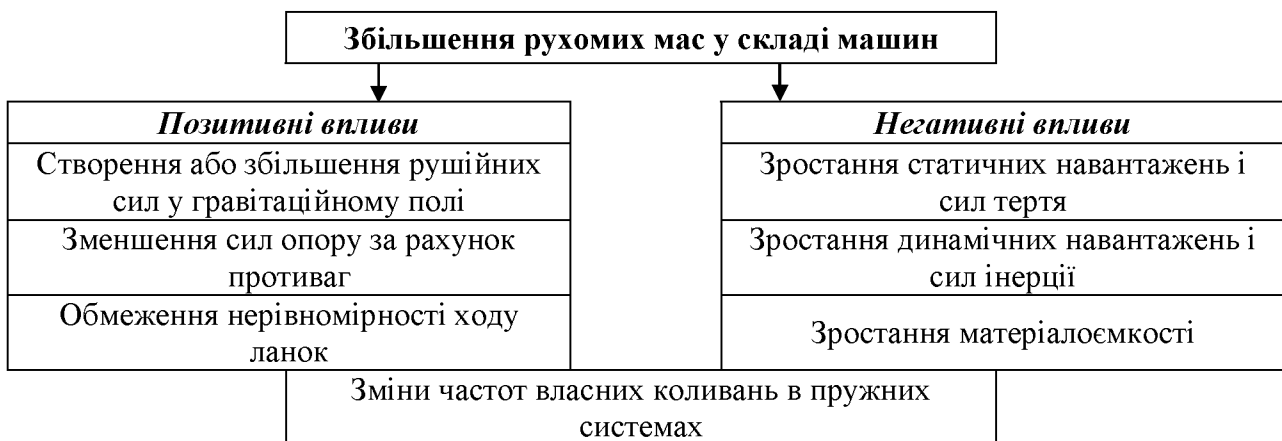 Збільшення рухомих мас у складі машин
Позитивні впливи
Створення або збільшення рушійних
сил у гравітаційному полі
Зменшення сил опору за рахунок
противаг
Обмеження нерівномірності ходу
ланок
Негативні впливи
Зростання статичних навантажень і
сил тертя
Зростання динамічних навантажень і
сил інерції
Зростання матеріалоємкості
Зміни частот власних коливань в пружних
системах